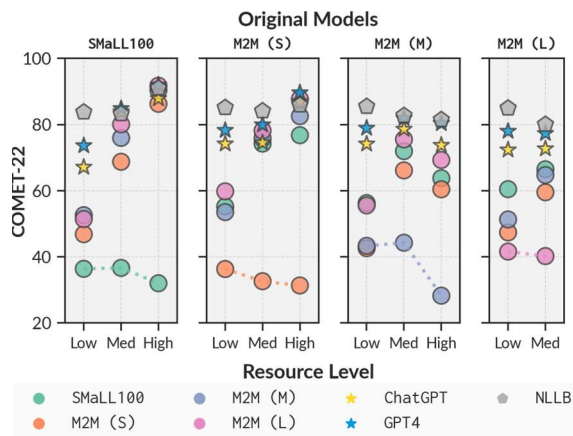 Original Models
SMaLL100 M2M (S) M2M (M) M2M (L)
COMET-22
100
80
60
40
20
Low Med High Low Med High Low Med High Low Med
Resource Level
SMaLL100 M2M (M) ChatGPT NLLB
M2M (S) M2M (L) GPT4